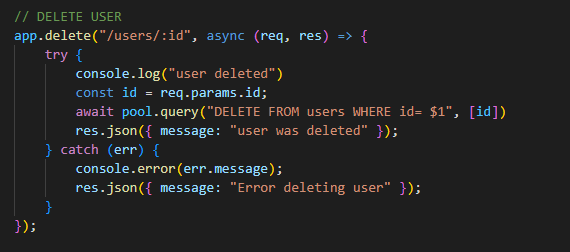 // DELETE USER
app.delete("/users/:id", async (req, res) => {
    try {
        console.log("user deleted")
        const id = req.params.id;
        await pool.query("DELETE FROM users WHERE id= $1", [id])
        res.json({ message: "user was deleted" });
    } catch (err) {
        console.error(err.message);
        res.json({ message: "Error deleting user" });
    }
});